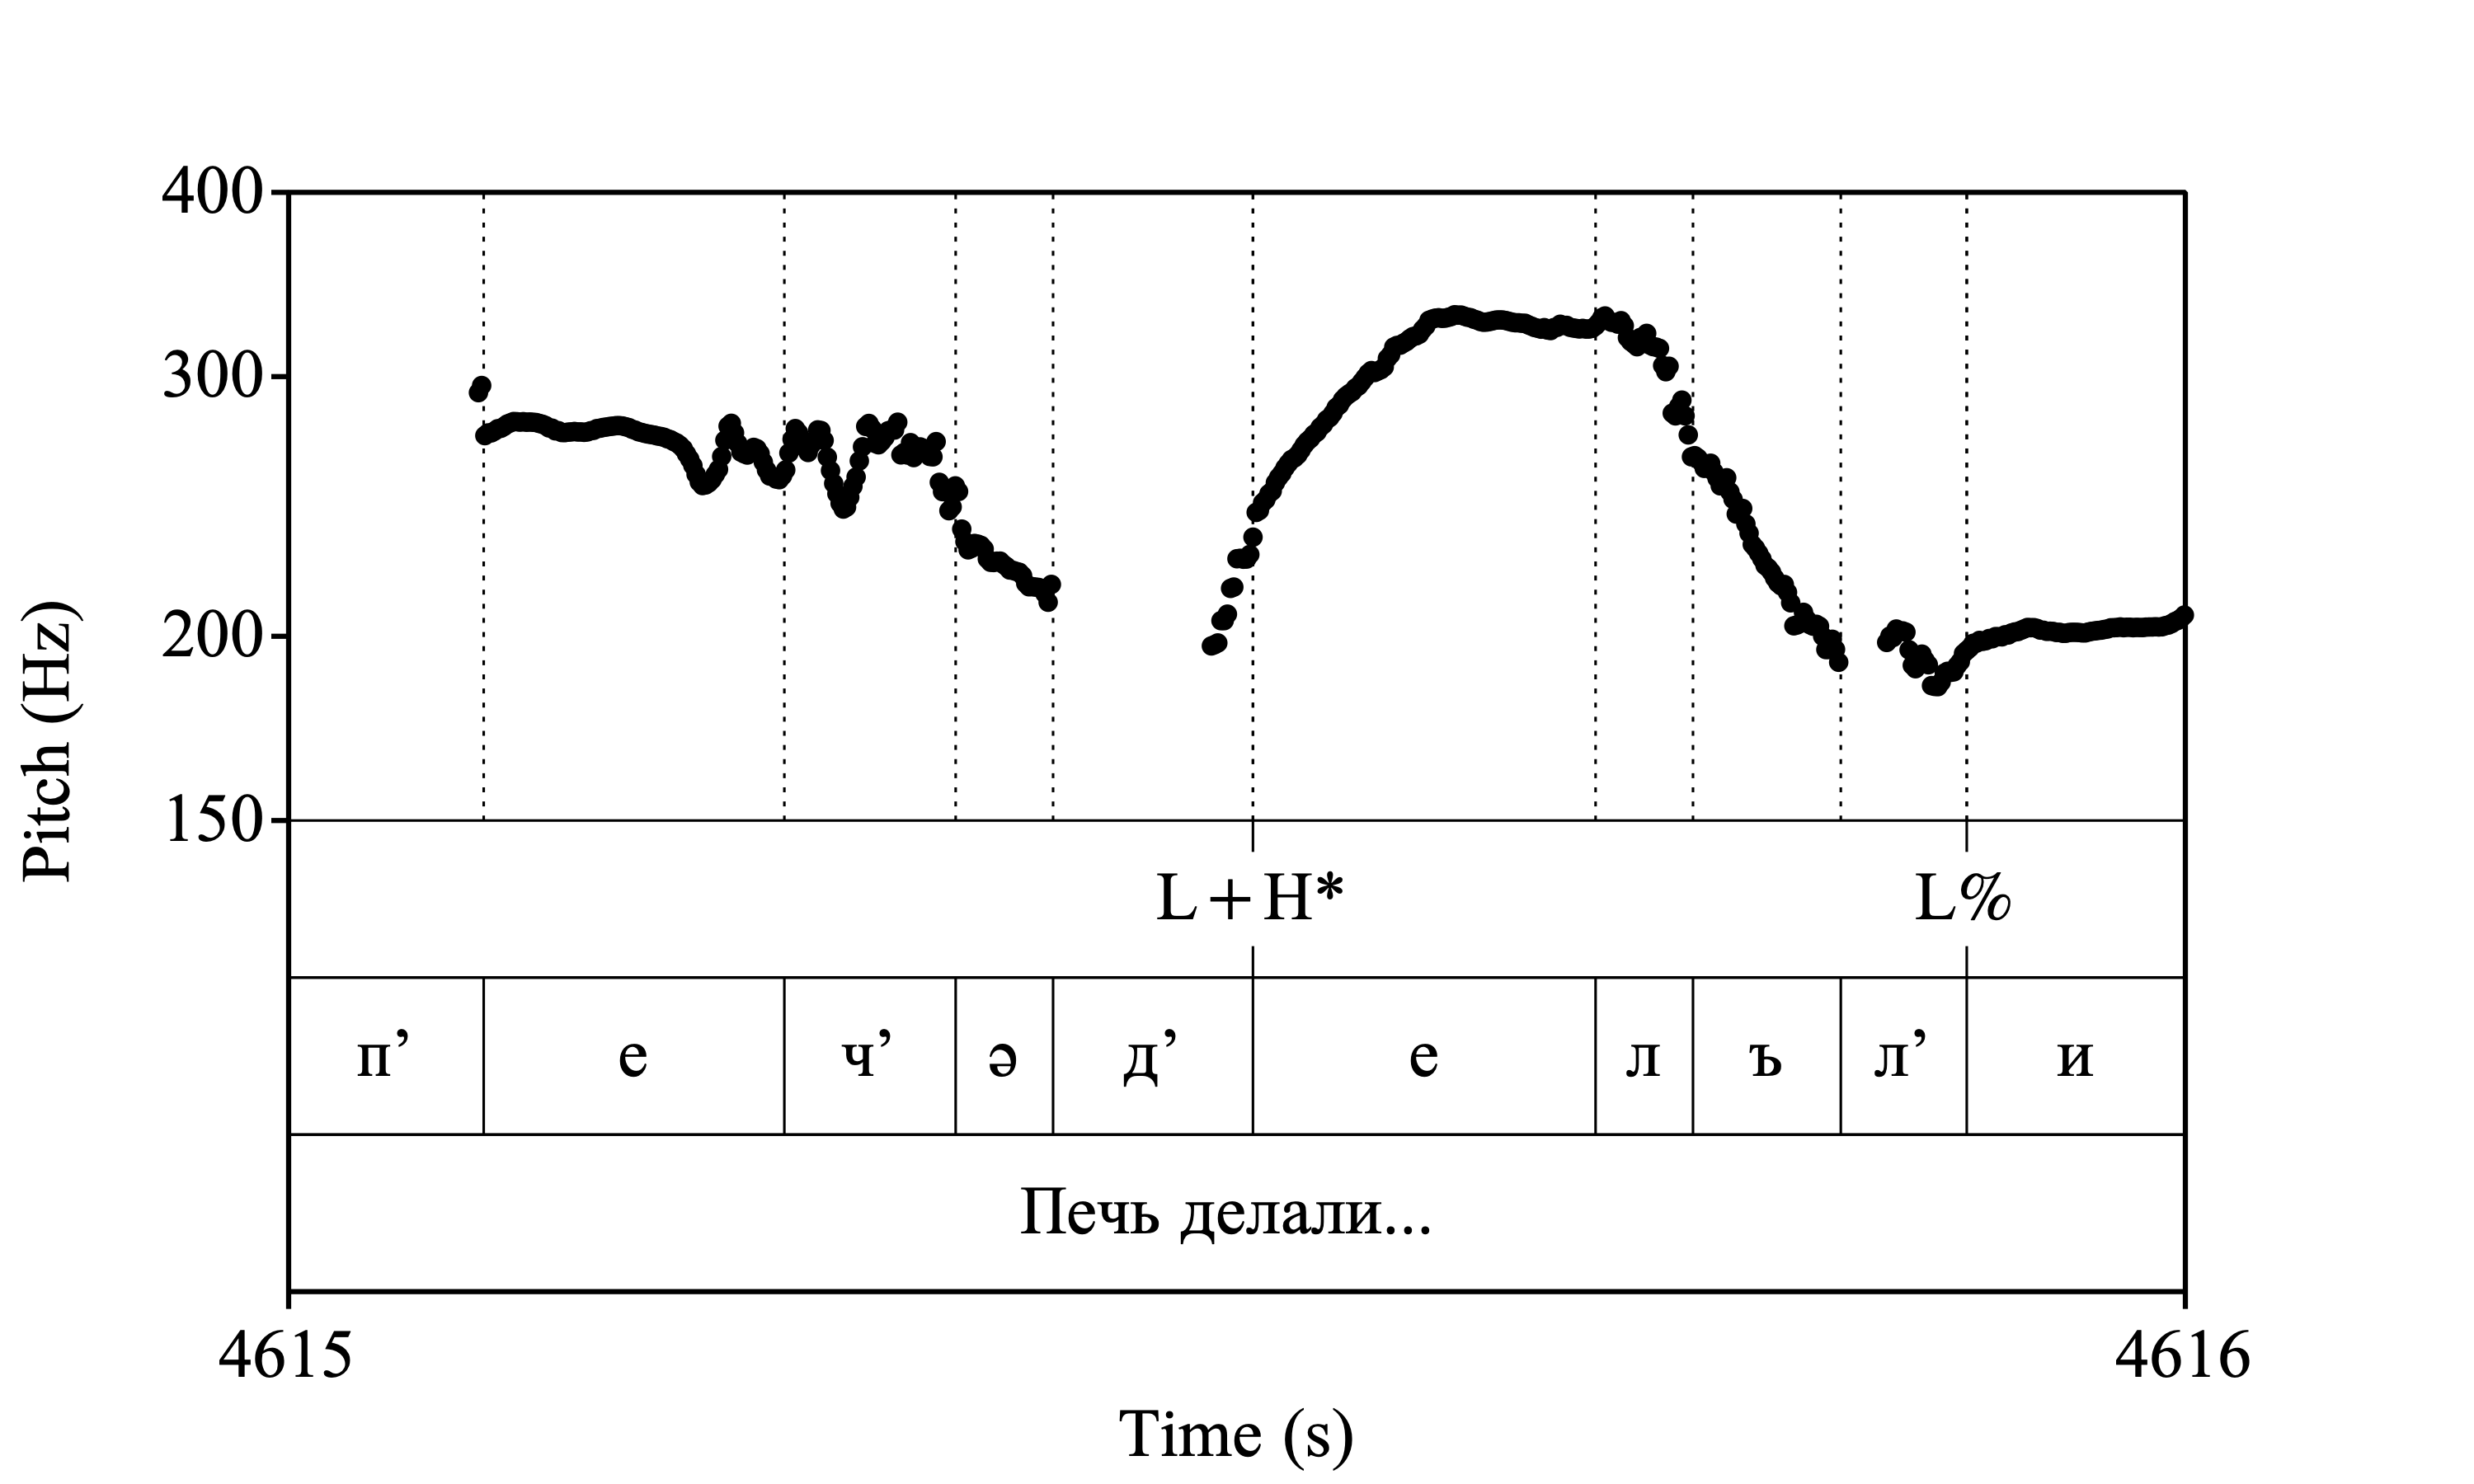 400
300
200
150
Pitch (Hz)
L+H* L%
п’ е ч’ ə д’ е л ъ л’ и
Печь делали...
4615 4616
Time (s)